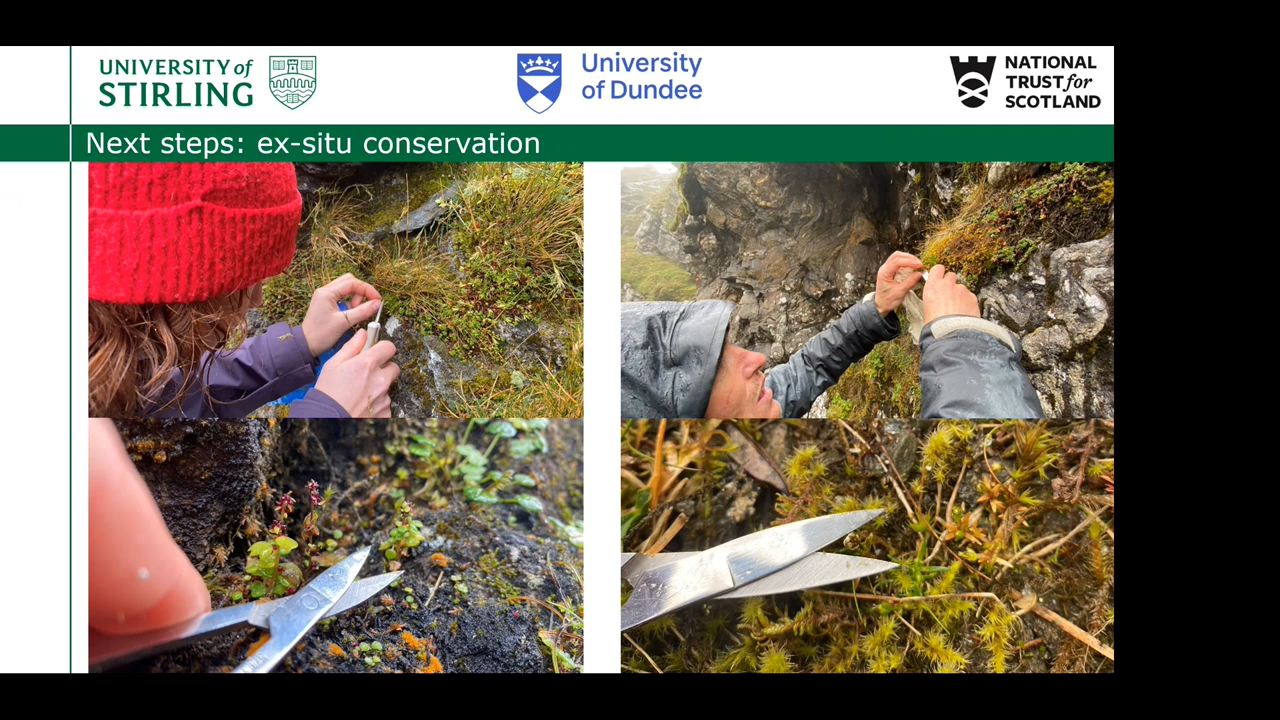 UNIVERSITY of
STIRLING
University
of Dundee
NATIONAL
TRUST for
SCOTLAND
Next steps: ex-situ conservation